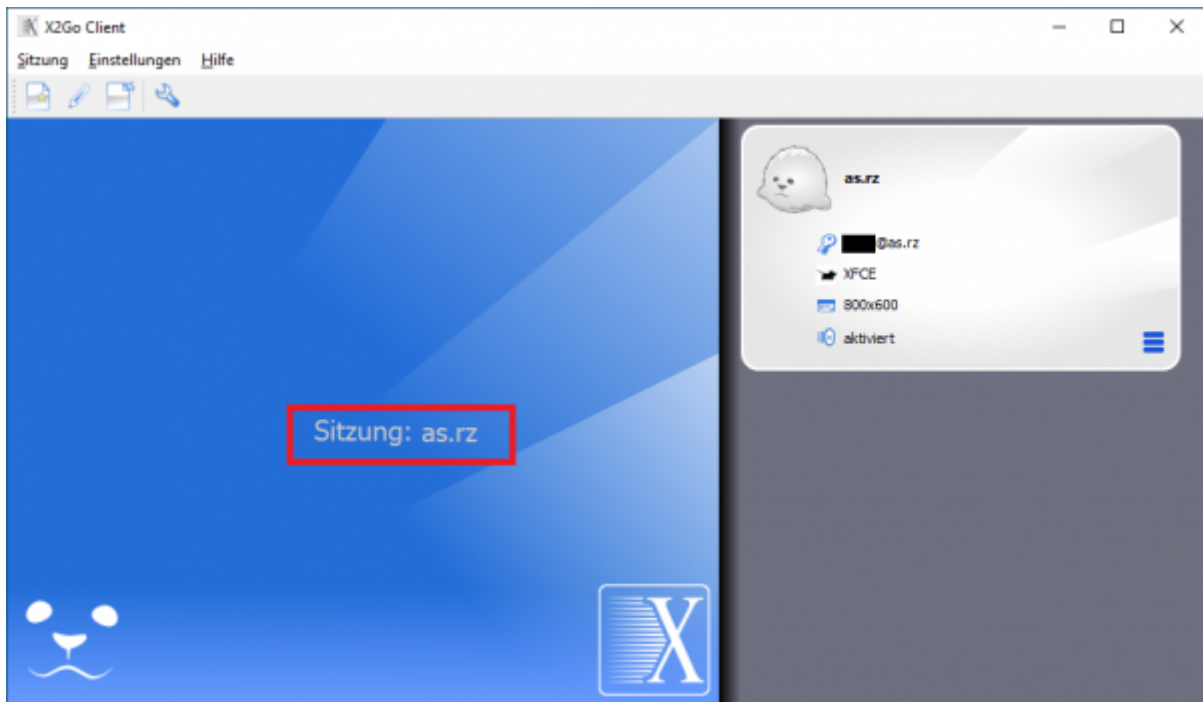 X2Go Client
Sitzung Einstellungen Hilfe
as.rz
@as.rz
XFCE
800x600
aktiviert
Sitzung: as.rz
X